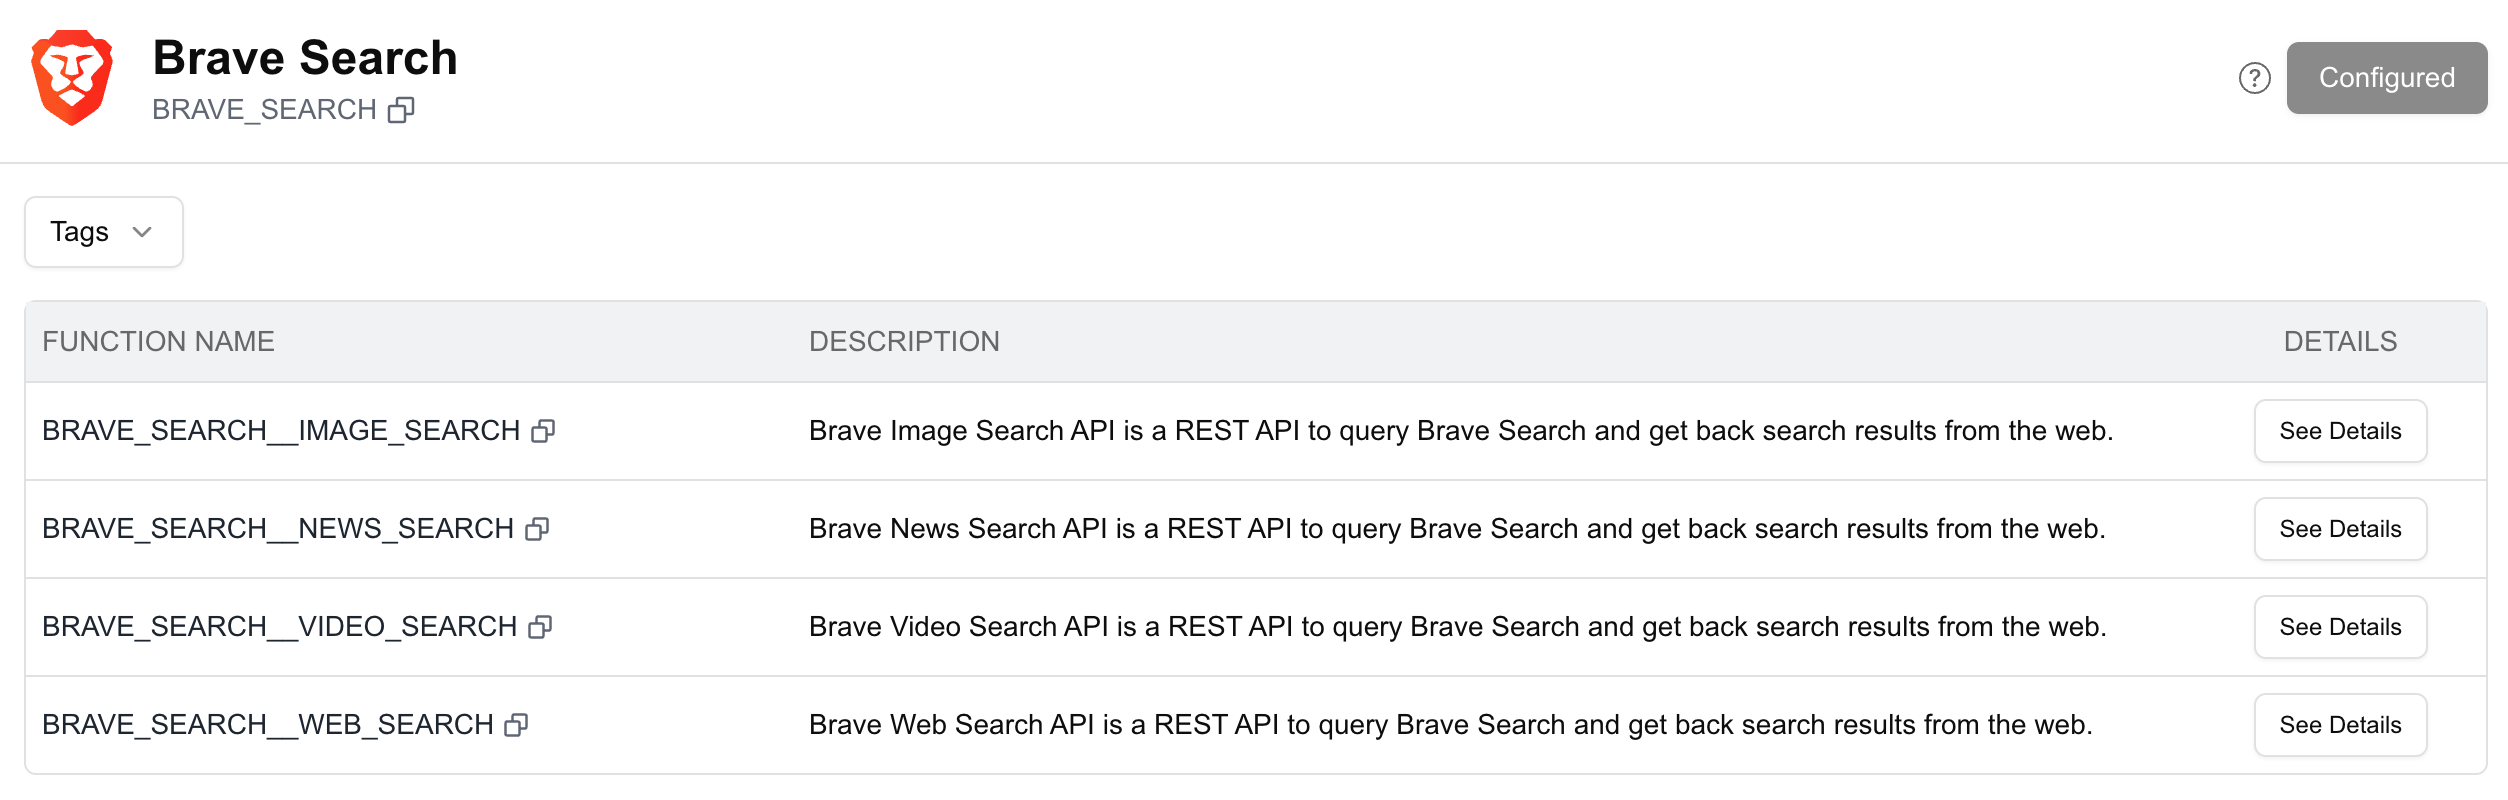 Brave Search
BRAVE_SEARCH
? Configured
Tags
FUNCTION NAME DESCRIPTION DETAILS
BRAVE_SEARCH__IMAGE_SEARCH Brave Image Search API is a REST API to query Brave Search and get back search results from the web. See Details
BRAVE_SEARCH__NEWS_SEARCH Brave News Search API is a REST API to query Brave Search and get back search results from the web. See Details
BRAVE_SEARCH__VIDEO_SEARCH Brave Video Search API is a REST API to query Brave Search and get back search results from the web. See Details
BRAVE_SEARCH__WEB_SEARCH Brave Web Search API is a REST API to query Brave Search and get back search results from the web. See Details